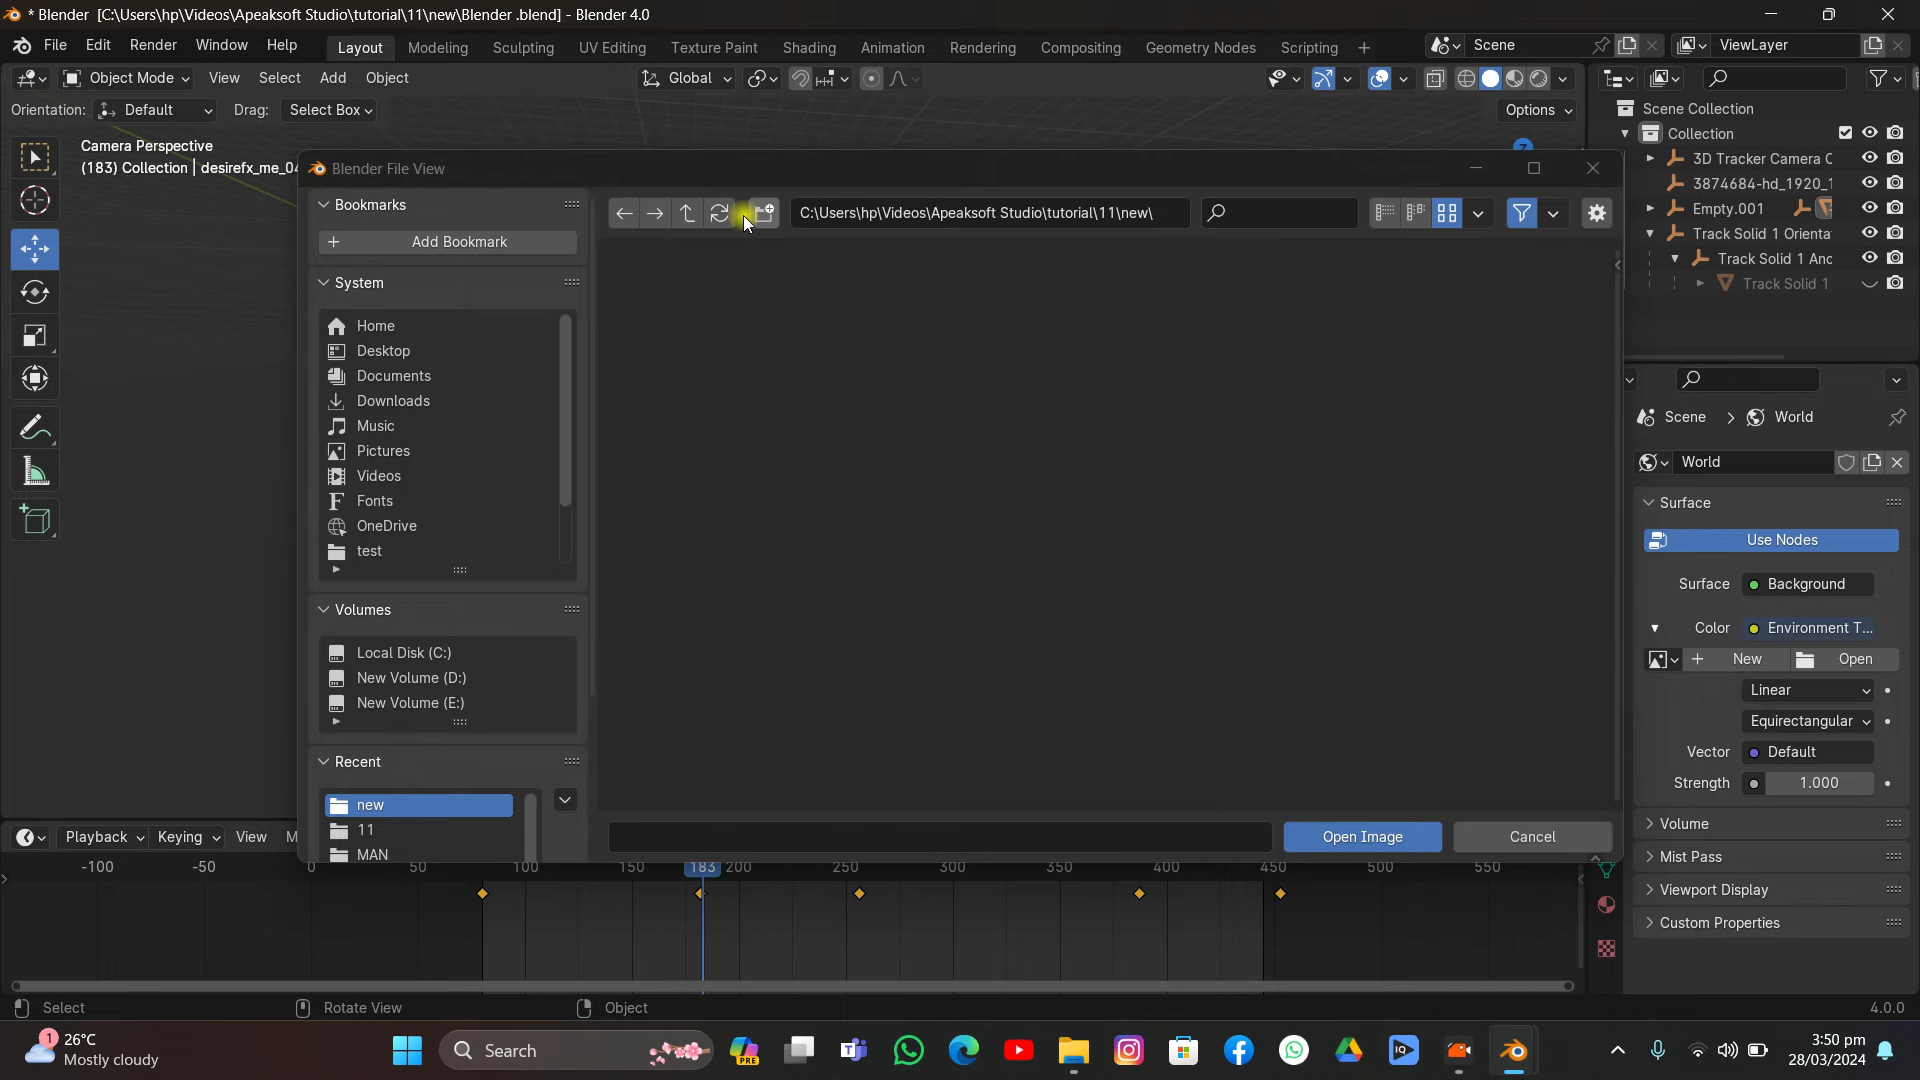 * Blender [C:\Users\hp\Videos\Apeaksoft Studio\tutorial\11\new\Blender .blend] - Blender 4.0
File Edit Render Window Help Layout Modeling Sculpting UV Editing Texture Paint Shading Animation Rendering Compositing Geometry Nodes Scripting + Scene ViewLayer
Object Mode View Select Add Object Global
Orientation: Default Drag: Select Box Options
Scene Collection
Collection
3D Tracker Camera C
3874684-hd_1920_1
Empty.001
Track Solid 1 Orienta
Track Solid 1 Anc
Track Solid 1
Camera Perspective
(183) Collection | desirefx_me_04
Blender File View
Bookmarks
Add Bookmark
C:\Users\hp\Videos\Apeaksoft Studio\tutorial\11\new\
System
Home
Desktop
Documents
Downloads
Music
Pictures
Videos
Fonts
OneDrive
test
Volumes
Local Disk (C:)
New Volume (D:)
New Volume (E:)
Recent
new
11
MAN
Open Image Cancel
Scene > World
World
Surface
Use Nodes
Surface Background
Color Environment T...
New Open
Linear
Equirectangular
Vector Default
Strength 1.000
Volume
Mist Pass
Viewport Display
Custom Properties
Playback Keying View M
-100 -50 0 50 100 150 183 200 250 300 350 400 450 500 550
Select Rotate View Object 4.0.0
1 26°C
Mostly cloudy
Search
PRE
IQ
3:50 pm
28/03/2024